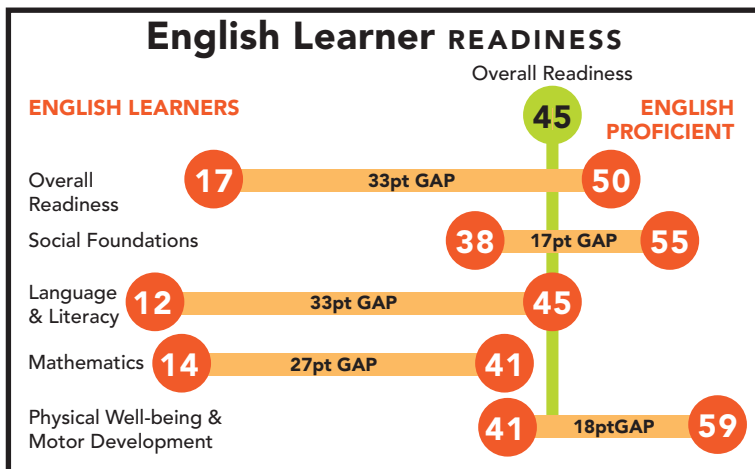 English Learner READINESS
Overall Readiness
45
ENGLISH LEARNERS
ENGLISH
PROFICIENT
Overall
Readiness
17
33pt GAP
50
Social Foundations
38
17pt GAP
55
Language
& Literacy
12
33pt GAP
45
Mathematics
14
27pt GAP
41
Physical Well-being &
Motor Development
41
18ptGAP
59